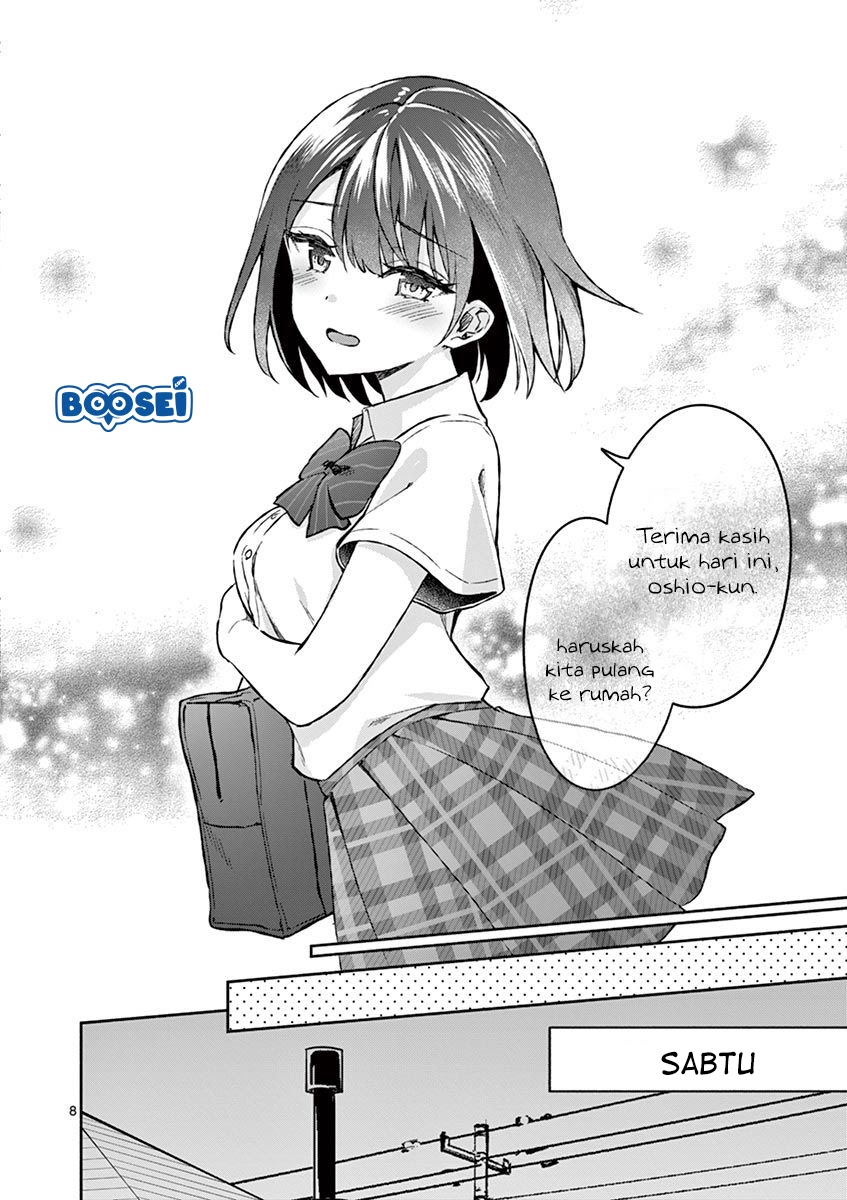 BOOSEI
Terima kasih
untuk hari ini,
oshio-kun.
haruskah
kita pulang
ke rumah?
SABTU
8